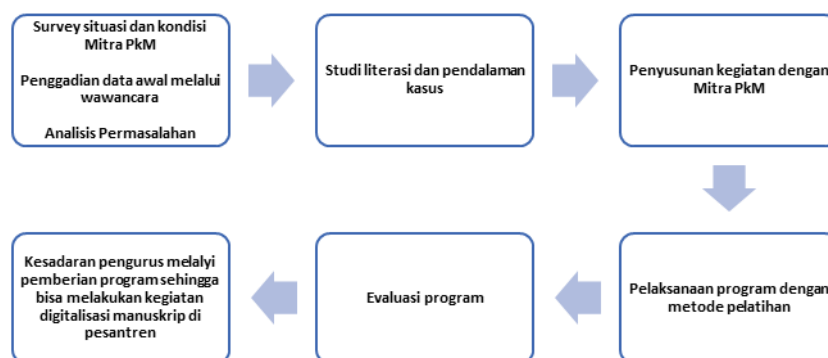 Survey situasi dan kondisi
Mitra PkM
Penggadian data awal melalui
wawancara
Analisis Permasalahan
Studi literasi dan pendalaman
kasus
Penyusunan kegiatan dengan
Mitra PkM
Pelaksanaan program dengan
metode pelatihan
Evaluasi program
Kesadaran pengurus melalyi
pemberian program sehingga
bisa melakukan kegiatan
digitalisasi manuskrip di
pesantren